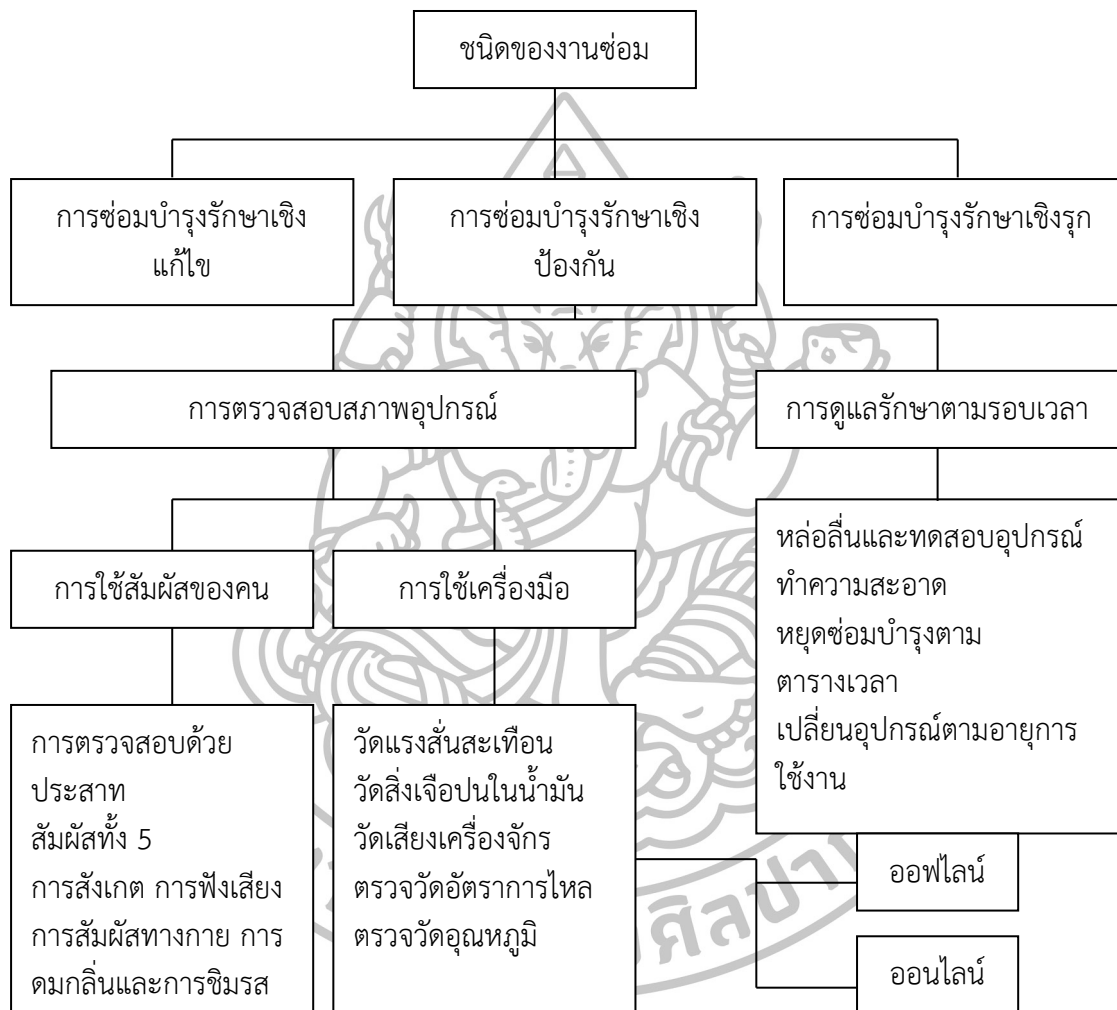 ชนิดของงานซ่อม
การซ่อมบำรุงรักษาเชิง
แก้ไข
การซ่อมบำรุงรักษาเชิง
ป้องกัน
การซ่อมบำรุงรักษาเชิงรุก
การตรวจสอบสภาพอุปกรณ์
การดูแลรักษาตามรอบเวลา
การใช้สัมผัสของคน
การใช้เครื่องมือ
หล่อลื่นและทดสอบอุปกรณ์
ทำความสะอาด
หยุดซ่อมบำรุงตาม
ตารางเวลา
เปลี่ยนอุปกรณ์ตามอายุการ
ใช้งาน
การตรวจสอบด้วย
ประสาท
สัมผัสทั้ง 5
การสังเกต การฟังเสียง
การสัมผัสทางกาย การ
ดมกลิ่นและการชิมรส
วัดแรงสั่นสะเทือน
วัดสิ่งเจือปนในน้ำมัน
วัดเสียงเครื่องจักร
ตรวจวัดอัตราการไหล
ตรวจวัดอุณหภูมิ
ออฟไลน์
ออนไลน์